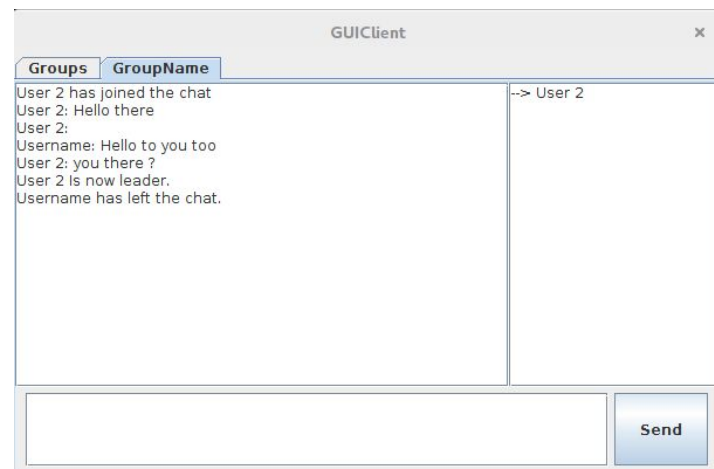 GUIClient
Groups GroupName
User 2 has joined the chat
User 2: Hello there
User 2:
Username: Hello to you too
User 2: you there ?
User 2 Is now leader.
Username has left the chat.
--> User 2
Send